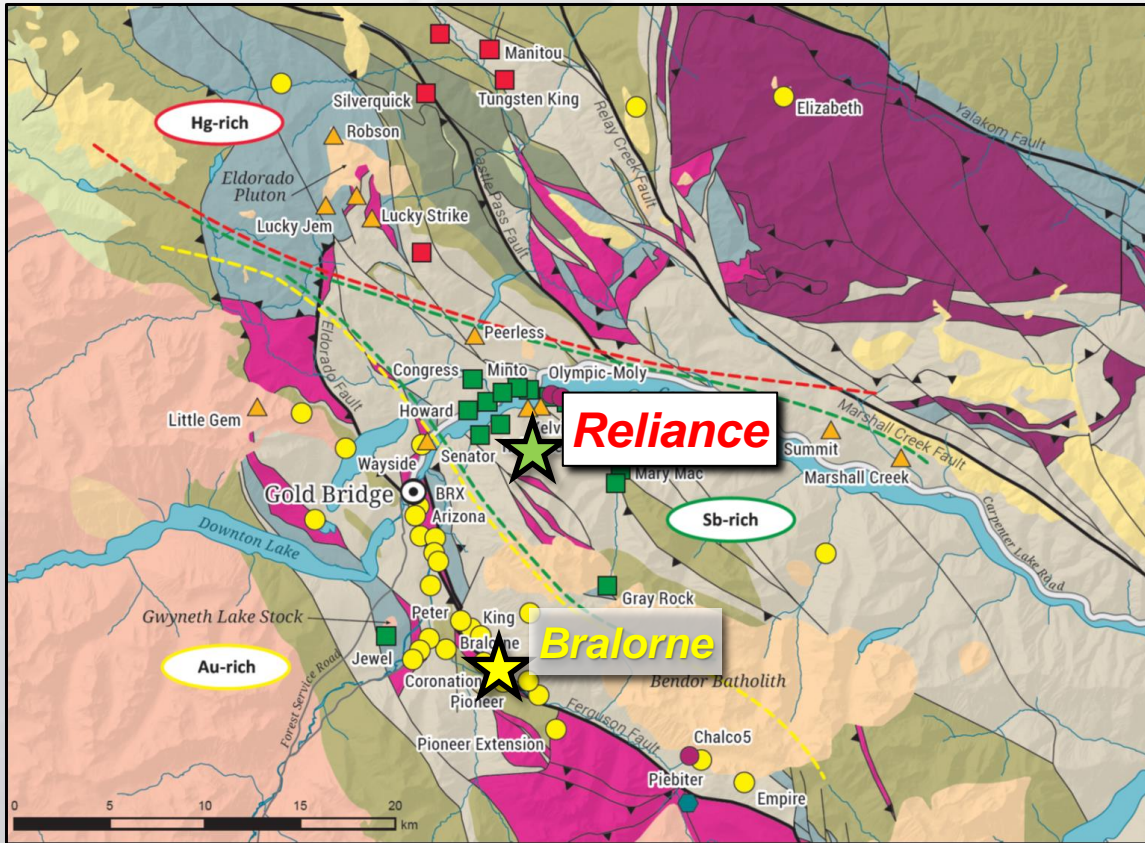 Manitou
Tungsten King
Silverquick
Hg-rich
Robson
Elizabeth
Yalakom Fault
Relay Creek Fault
Castle Pass Fault
Eldorado
Pluton
Lucky Jem
Lucky Strike
Eldorado Fault
Peerless
Congress
Minto
Olympic-Moly
Howard
Little Gem
Reliance
Marshall Creek Fault
Wayside
Senator
Summit
Mary Mac
Marshall Creek
Gold Bridge
BRX
Arizona
Sb-rich
Carpenter Lake Road
Downton Lake
Gwyneth Lake Stock
Peter
King
Gray Rock
Jewel
Bralorne
Bralorne
Au-rich
Coronation
Pioneer
Bendor Batholith
Forest Service Road
Ferguson Fault
Pioneer Extension
Chalco5
Piebiter
Empire
0 5 10 15 20
km